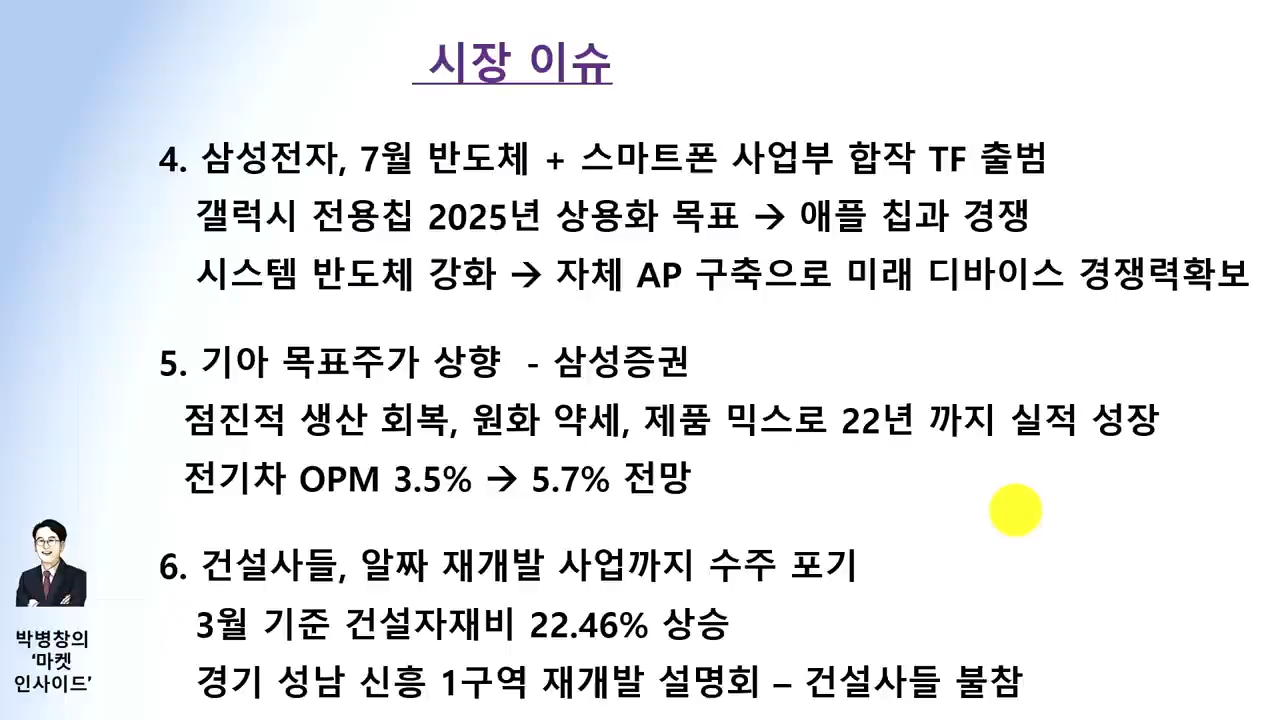 시장 이슈
4. 삼성전자, 7월 반도체 + 스마트폰 사업부 합작 TF 출범
갤럭시 전용칩 2025년 상용화 목표 → 애플 칩과 경쟁
시스템 반도체 강화 → 자체 AP 구축으로 미래 디바이스 경쟁력확보
5. 기아 목표주가 상향 - 삼성증권
점진적 생산 회복, 원화 약세, 제품 믹스로 22년 까지 실적 성장
전기차 OPM 3.5% → 5.7% 전망
6. 건설사들, 알짜 재개발 사업까지 수주 포기
3월 기준 건설자재비 22.46% 상승
경기 성남 신흥 1구역 재개발 설명회 – 건설사들 불참
박병창의
‘마켓
인사이드’